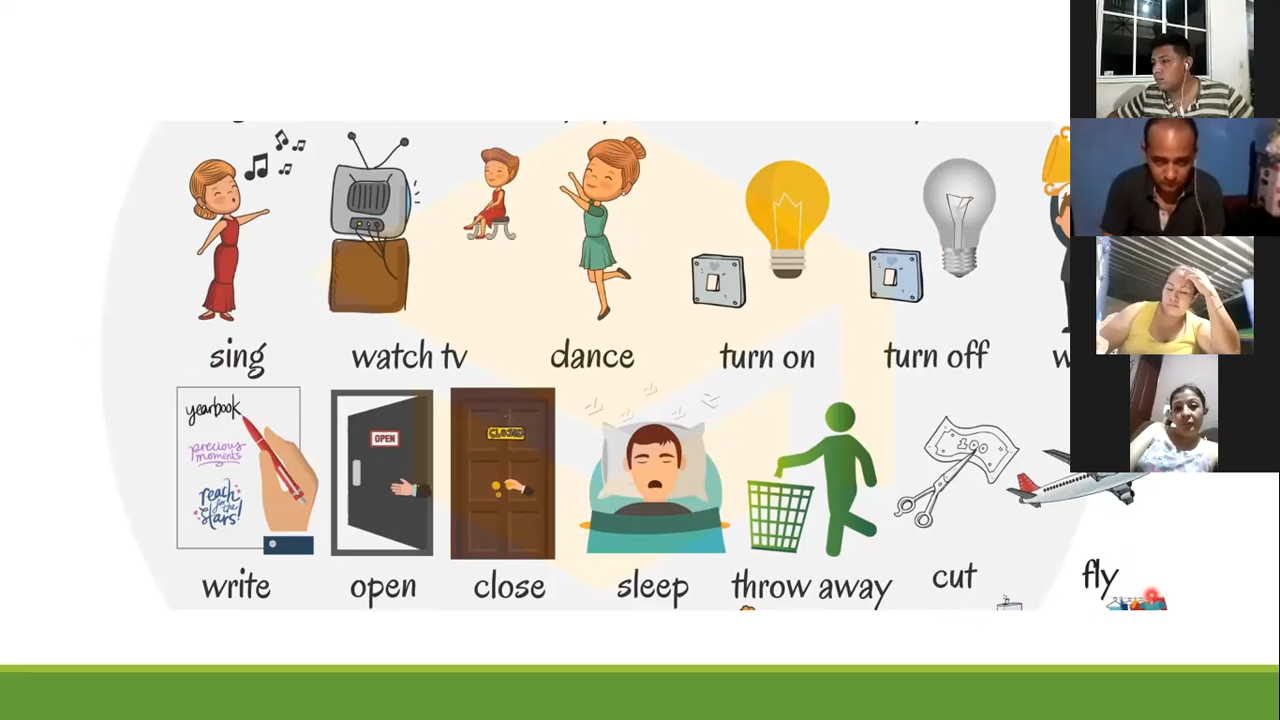 sing watch tv dance turn on turn off
yearbook
precious
moments
reach
for the
stars!
OPEN
CLOSED
100
write open close sleep throw away cut fly